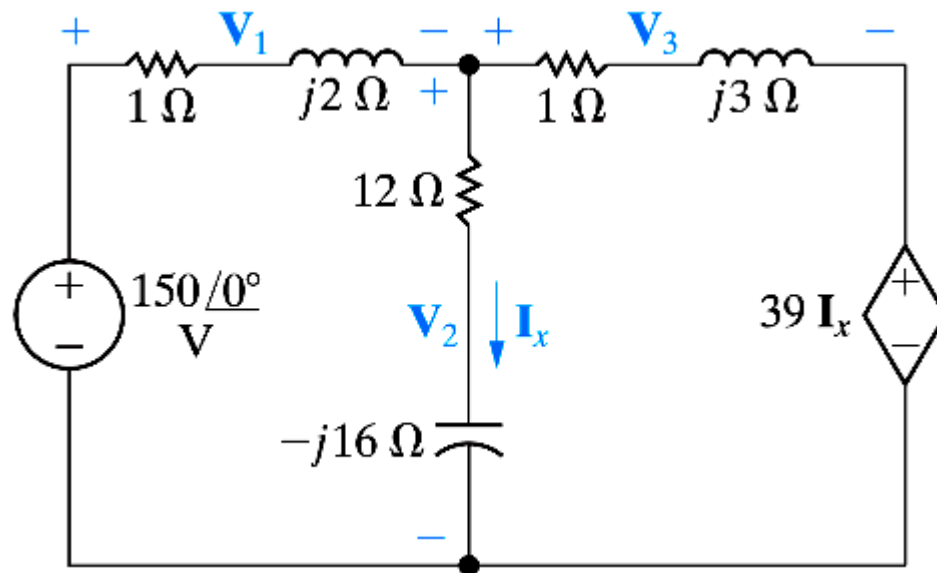 + V₁ − + V₃ −
1 Ω j2 Ω + 1 Ω j3 Ω
12 Ω
+ 150/0° V −
V₂ Iₓ
39 Iₓ + −
−j16 Ω
−